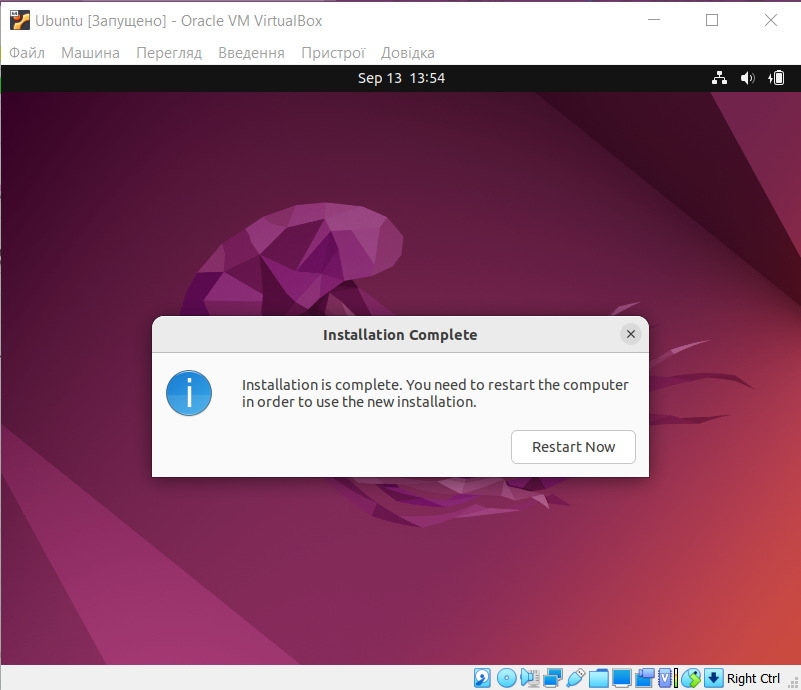 Ubuntu [Запущено] - Oracle VM VirtualBox
Файл Машина Перегляд Введення Пристрої Довідка
Sep 13 13:54
Installation Complete
Installation is complete. You need to restart the computer
in order to use the new installation.
Restart Now
Right Ctrl